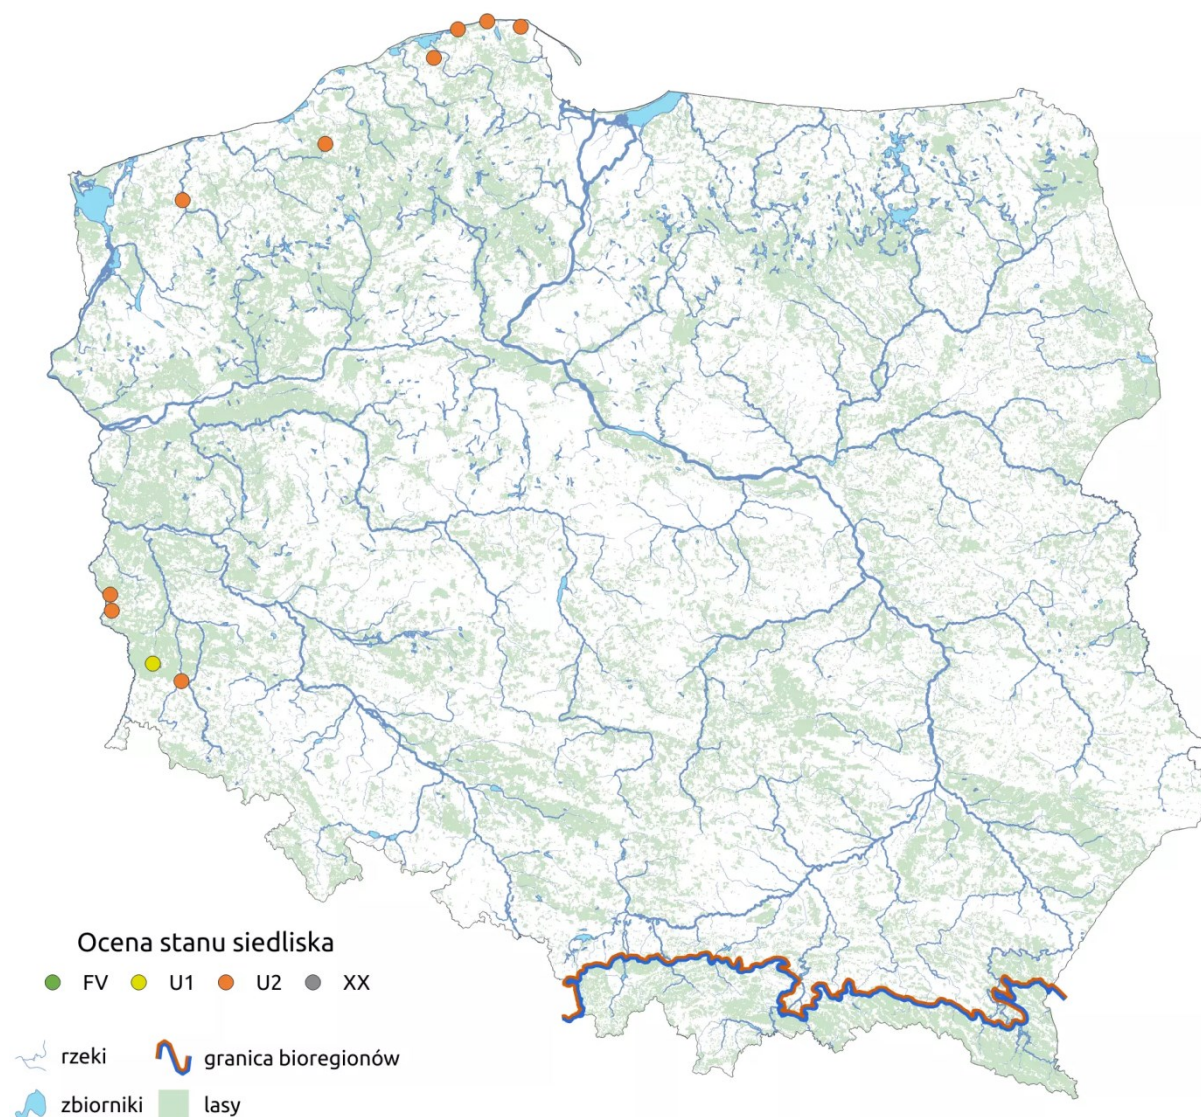 Ocena stanu siedliska
FV U1 U2 XX
rzeki granica bioregionów
zbiorniki lasy